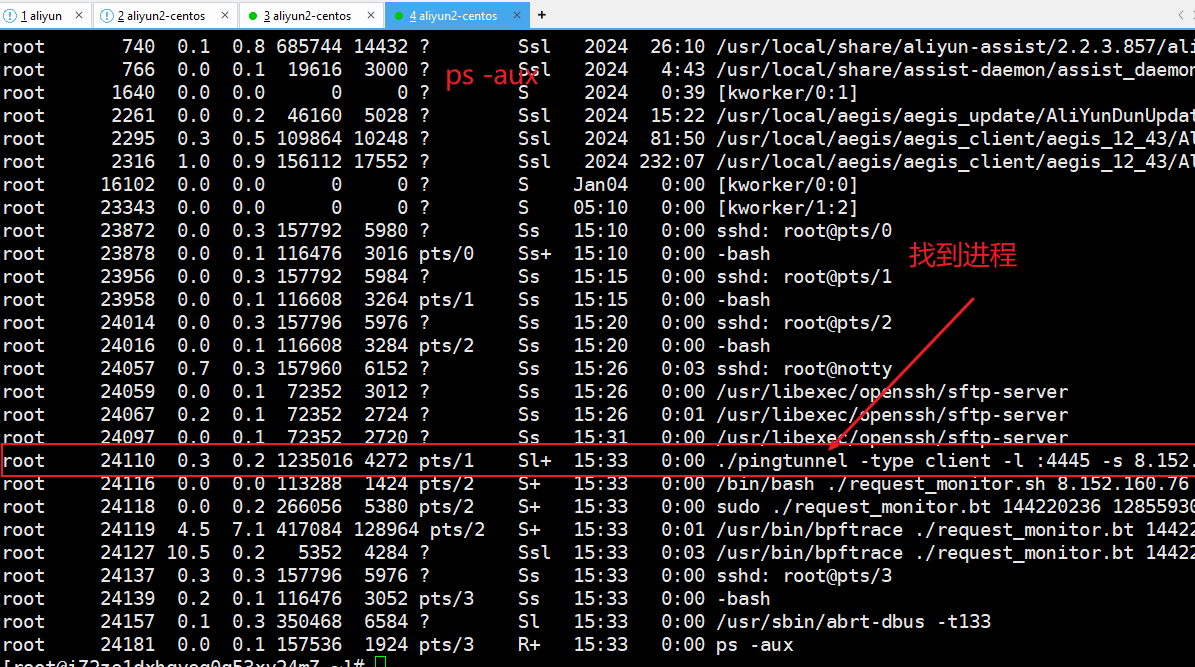 1 aliyun × 2 aliyun2-centos × 3 aliyun2-centos × 4 aliyun2-centos × +
root 740 0.1 0.8 685744 14432 ? Ssl 2024 26:10 /usr/local/share/aliyun-assist/2.2.3.857/ali
root 766 0.0 0.1 19616 3000 ? Ssl 2024 4:43 /usr/local/share/assist-daemon/assist_daemon
ps -aux
root 1640 0.0 0.0 0 0 ? S 2024 0:39 [kworker/0:1]
root 2261 0.0 0.2 46160 5028 ? Ssl 2024 15:22 /usr/local/aegis/aegis_update/AliYunDunUpdat
root 2295 0.3 0.5 109864 10248 ? Ssl 2024 81:50 /usr/local/aegis/aegis_client/aegis_12_43/Al
root 2316 1.0 0.9 156112 17552 ? Ssl 2024 232:07 /usr/local/aegis/aegis_client/aegis_12_43/Al
root 16102 0.0 0.0 0 0 ? S Jan04 0:00 [kworker/0:0]
root 23343 0.0 0.0 0 0 ? S 05:10 0:00 [kworker/1:2]
root 23872 0.0 0.3 157792 5980 ? Ss 15:10 0:00 sshd: root@pts/0
root 23878 0.0 0.1 116476 3016 pts/0 Ss+ 15:10 0:00 -bash
找到进程
root 23956 0.0 0.3 157792 5984 ? Ss 15:15 0:00 sshd: root@pts/1
root 23958 0.0 0.1 116608 3264 pts/1 Ss 15:15 0:00 -bash
root 24014 0.0 0.3 157796 5976 ? Ss 15:20 0:00 sshd: root@pts/2
root 24016 0.0 0.1 116608 3284 pts/2 Ss 15:20 0:00 -bash
root 24057 0.7 0.3 157960 6152 ? Ss 15:26 0:03 sshd: root@notty
root 24059 0.0 0.1 72352 3012 ? Ss 15:26 0:00 /usr/libexec/openssh/sftp-server
root 24067 0.2 0.1 72352 2724 ? Ss 15:26 0:01 /usr/libexec/openssh/sftp-server
root 24097 0.0 0.1 72352 2720 ? Ss 15:31 0:00 /usr/libexec/openssh/sftp-server
root 24110 0.3 0.2 1235016 4272 pts/1 Sl+ 15:33 0:00 ./pingtunnel -type client -l :4445 -s 8.152.
root 24116 0.0 0.0 113288 1424 pts/2 S+ 15:33 0:00 /bin/bash ./request_monitor.sh 8.152.160.76
root 24118 0.0 0.2 266056 5380 pts/2 S+ 15:33 0:00 sudo ./request_monitor.bt 144220236 12855930
root 24119 4.5 7.1 417084 128964 pts/2 S+ 15:33 0:01 /usr/bin/bpftrace ./request_monitor.bt 14422
root 24127 10.5 0.2 5352 4284 ? Ssl 15:33 0:03 /usr/bin/bpftrace ./request_monitor.bt 14422
root 24137 0.3 0.3 157796 5976 ? Ss 15:33 0:00 sshd: root@pts/3
root 24139 0.2 0.1 116476 3052 pts/3 Ss 15:33 0:00 -bash
root 24157 0.1 0.3 350468 6584 ? Sl 15:33 0:00 /usr/sbin/abrt-dbus -t133
root 24181 0.0 0.1 157536 1924 pts/3 R+ 15:33 0:00 ps -aux